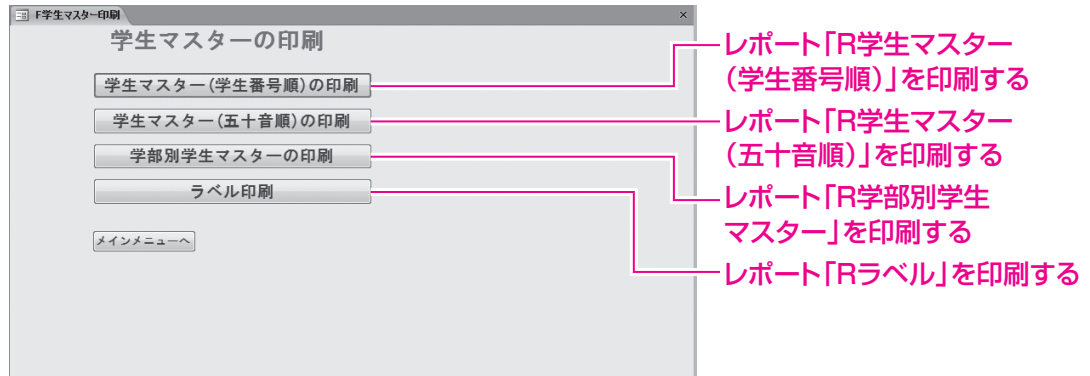 F学生マスター印刷
×
学生マスターの印刷
学生マスター(学生番号順)の印刷
学生マスター(五十音順)の印刷
学部別学生マスターの印刷
ラベル印刷
メインメニューへ
レポート「R学生マスター
(学生番号順)」を印刷する
レポート「R学生マスター
(五十音順)」を印刷する
レポート「R学部別学生
マスター」を印刷する
レポート「Rラベル」を印刷する